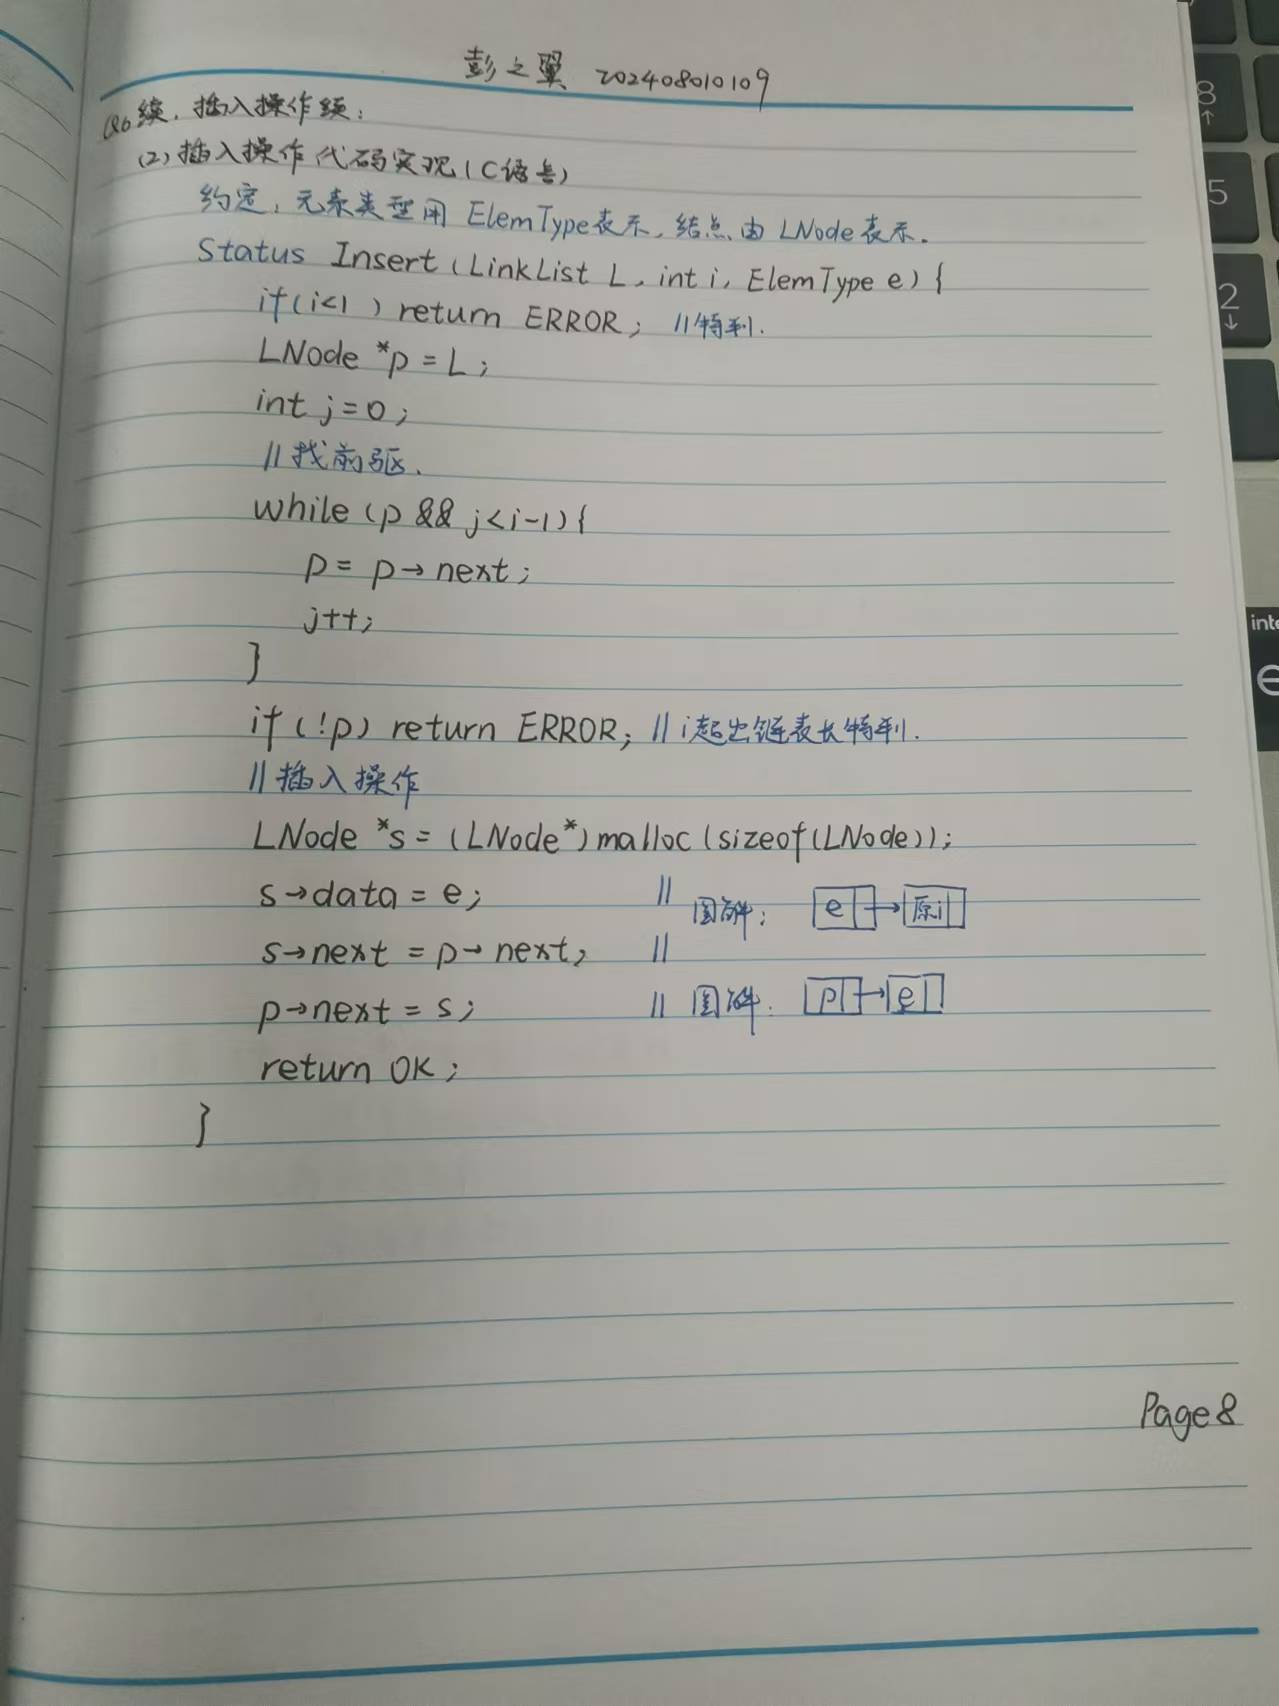 彭之翼 202408010109
Q6续.插入操作续:
(2)插入操作代码实现(C语言)
约定,元素类型用ElemType表示,结点由LNode表示.
Status Insert(LinkList L, int i, ElemType e){
if(i<1) return ERROR; //特判.
LNode *p=L;
int j=0;
//找前驱.
while(p && j<i-1){
p=p→next;
j++;
}
if(!p) return ERROR; //i超出链表长特判.
//插入操作
LNode *s=(LNode*)malloc(sizeof(LNode));
s→data=e; // 图解: e → 原i
s→next=p→next; //
p→next=s; // 图解: p → e
return OK;
}
Page 8
8
↑
5
2
↓
inte